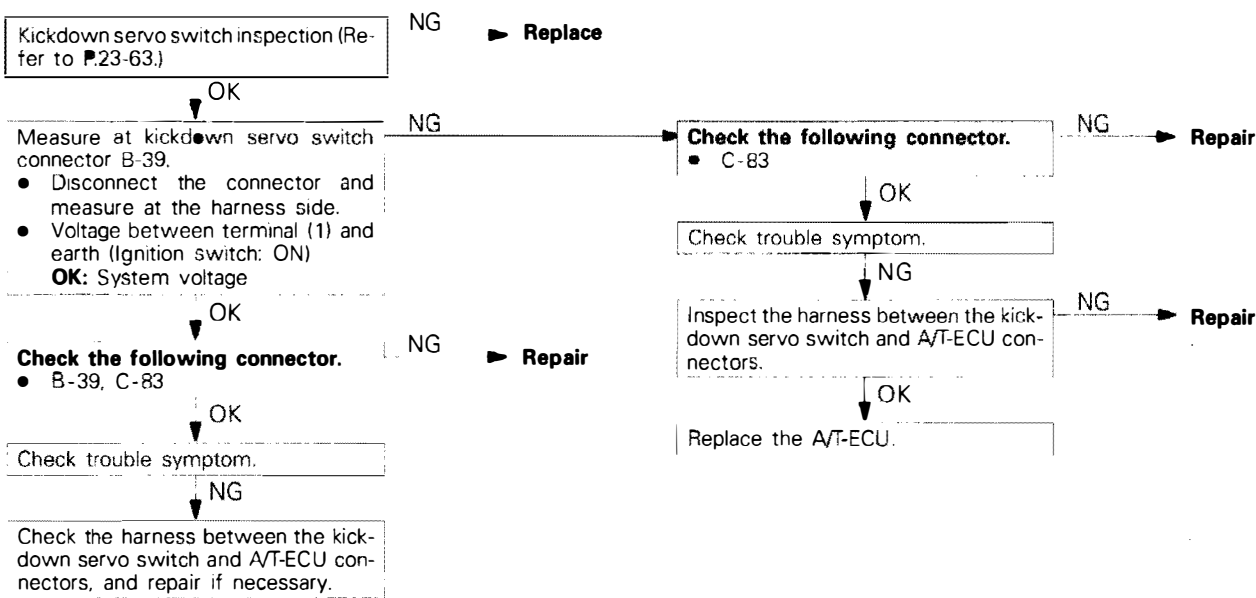 Kickdown servo switch inspection (Re-
fer to P.23-63.)
NG
Replace
OK
Measure at kickdown servo switch
connector B-39.
● Disconnect the connector and
measure at the harness side.
● Voltage between terminal (1) and
earth (Ignition switch: ON)
OK: System voltage
NG
OK
Check the following connector.
● B-39, C-83
NG
Repair
OK
Check trouble symptom.
NG
Check the harness between the kick-
down servo switch and A/T-ECU con-
nectors, and repair if necessary.
Check the following connector.
● C-83
NG
Repair
OK
Check trouble symptom.
NG
Inspect the harness between the kick-
down servo switch and A/T-ECU con-
nectors.
NG
Repair
OK
Replace the A/T-ECU.